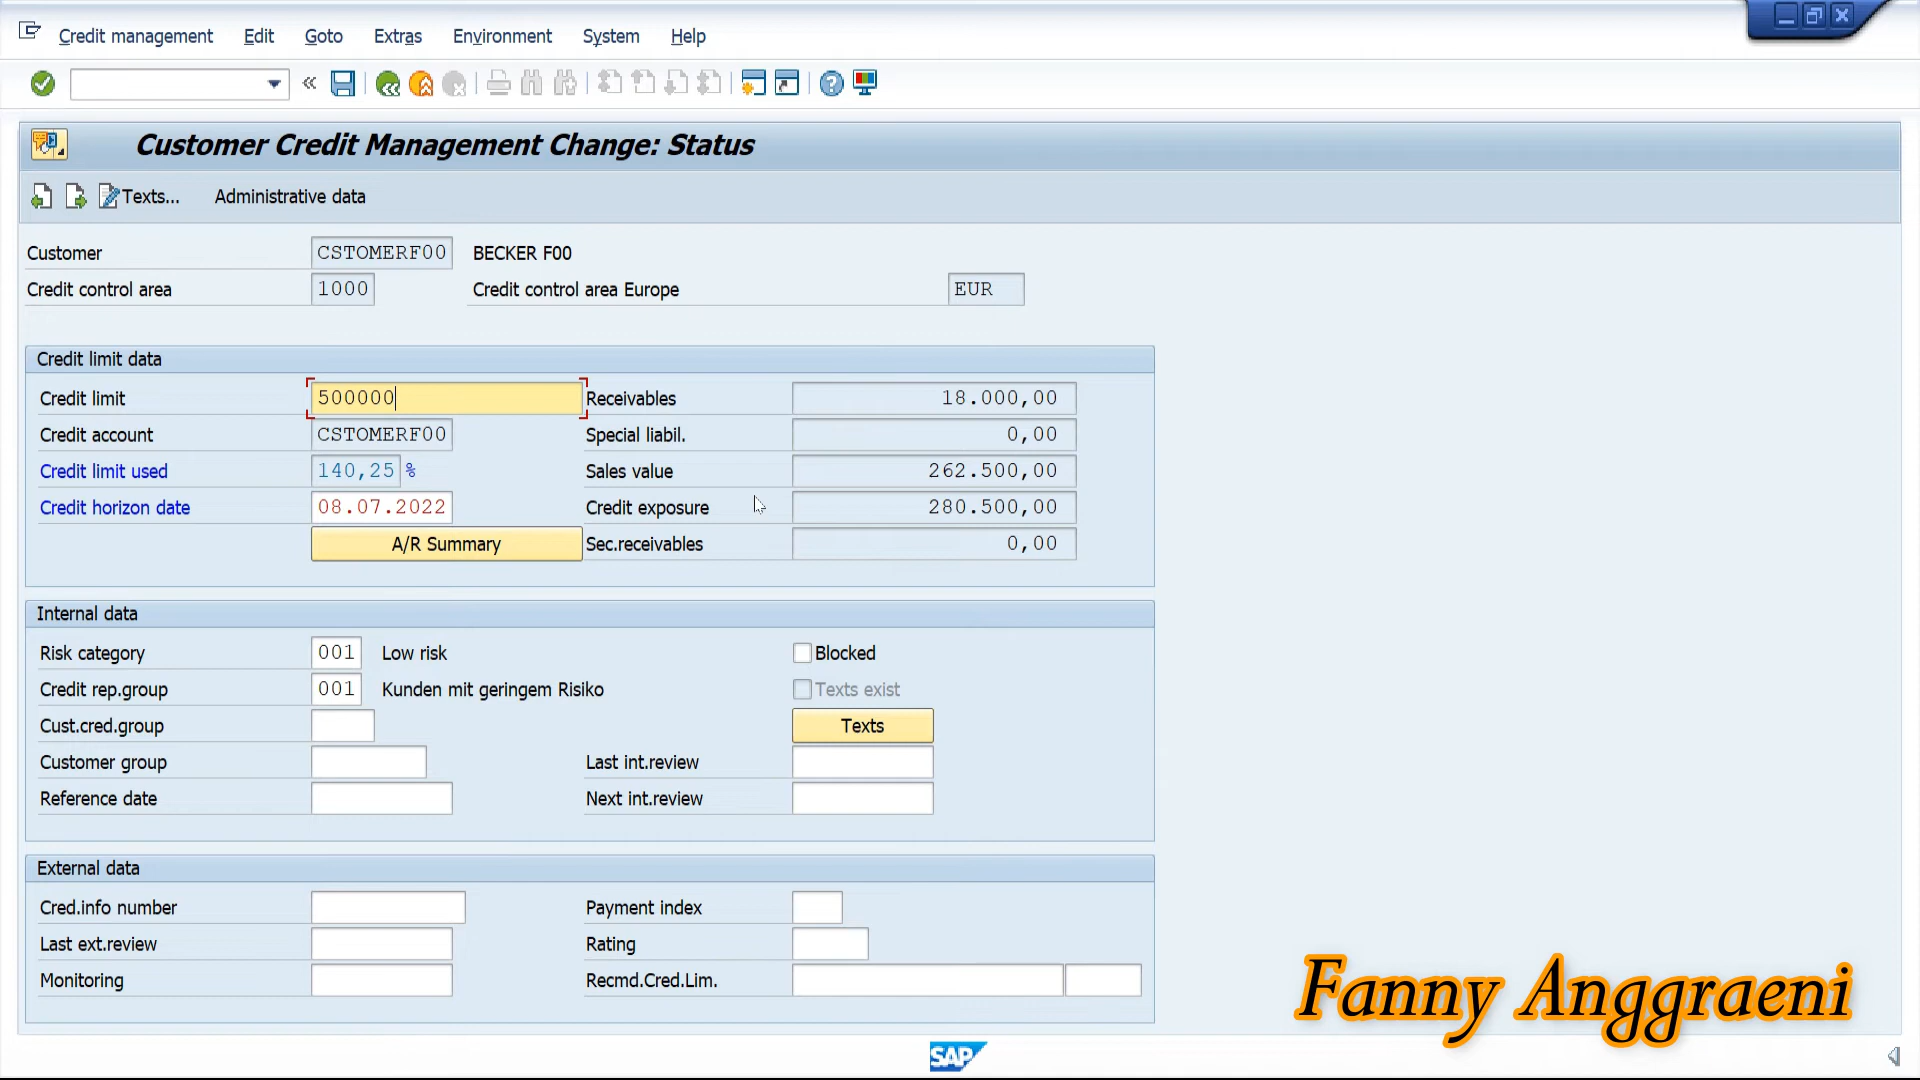 Credit management Edit Goto Extras Environment System Help
Customer Credit Management Change: Status
Texts... Administrative data
Customer CSTOMERF00 BECKER F00
Credit control area 1000 Credit control area Europe EUR
Credit limit data
Credit limit 500000 Receivables 18.000,00
Credit account CSTOMERF00 Special liabil. 0,00
Credit limit used 140,25 % Sales value 262.500,00
Credit horizon date 08.07.2022 Credit exposure 280.500,00
A/R Summary Sec.receivables 0,00
Internal data
Risk category 001 Low risk Blocked
Credit rep.group 001 Kunden mit geringem Risiko Texts exist
Cust.cred.group Texts
Customer group Last int.review
Reference date Next int.review
External data
Cred.info number Payment index
Last ext.review Rating
Monitoring Recmd.Cred.Lim.
Fanny Anggraeni
SAP